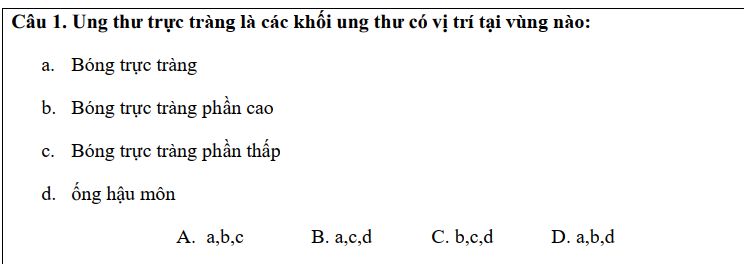 Câu 1. Ung thư trực tràng là các khối ung thư có vị trí tại vùng nào:
a. Bóng trực tràng
b. Bóng trực tràng phần cao
c. Bóng trực tràng phần thấp
d. ống hậu môn
A. a,b,c B. a,c,d C. b,c,d D. a,b,d